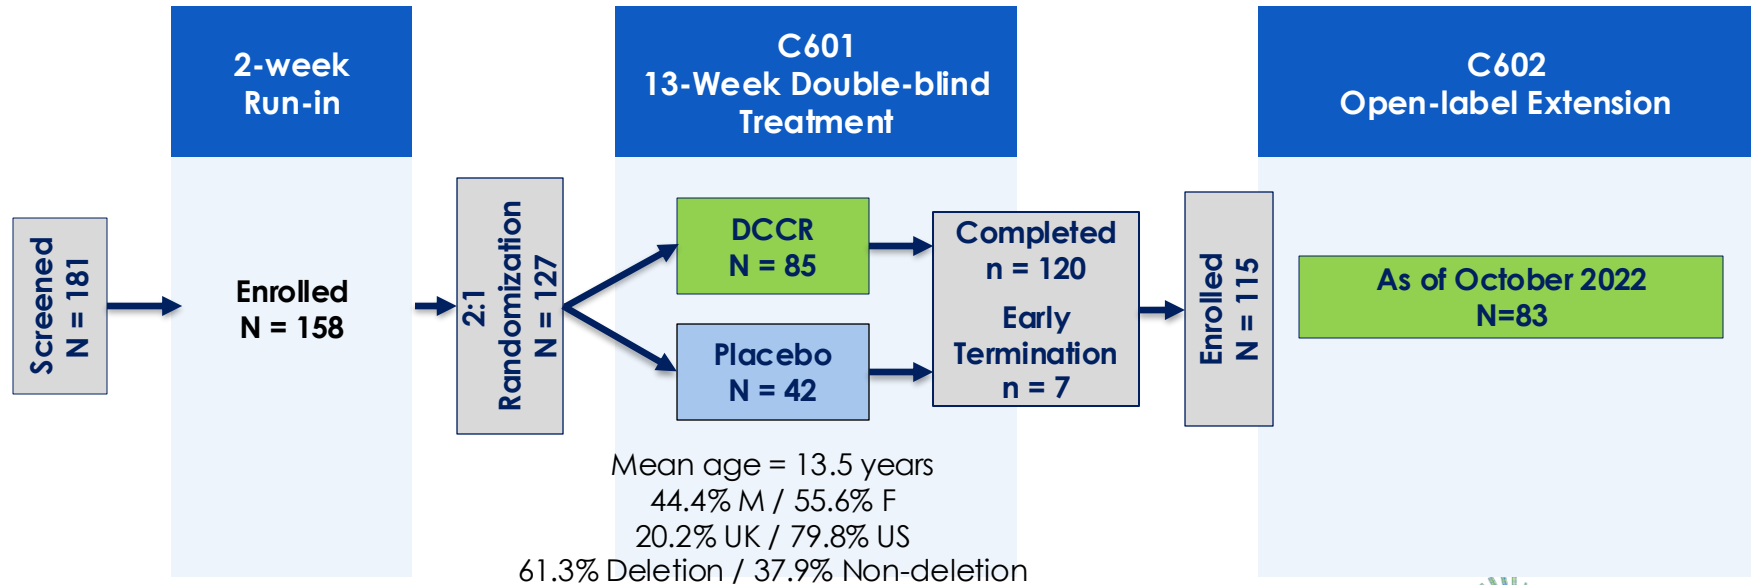 2-week
Run-in
C601
13-Week Double-blind
Treatment
C602
Open-label Extension
Screened
N = 181
Enrolled
N = 158
2:1
Randomization
N = 127
DCCR
N = 85
Placebo
N = 42
Completed
n = 120
Early
Termination
n = 7
Enrolled
N = 115
As of October 2022
N=83
Mean age = 13.5 years
44.4% M / 55.6% F
20.2% UK / 79.8% US
61.3% Deletion / 37.9% Non-deletion